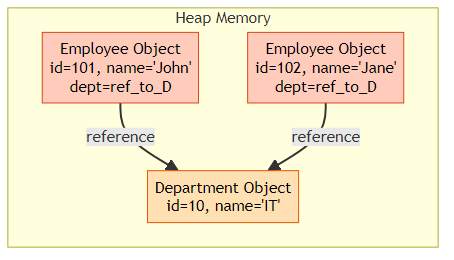 Heap Memory
Employee Object
id=101, name='John'
dept=ref_to_D
Employee Object
id=102, name='Jane'
dept=ref_to_D
reference
reference
Department Object
id=10, name='IT'